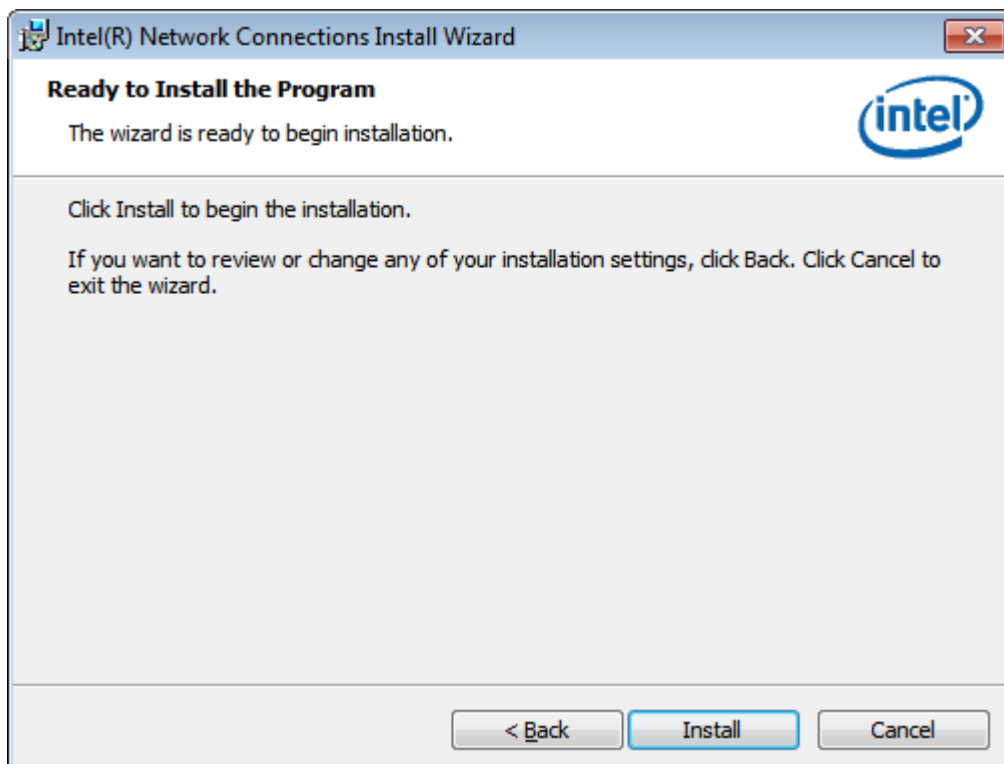 Intel(R) Network Connections Install Wizard
Ready to Install the Program
The wizard is ready to begin installation.
intel
Click Install to begin the installation.
If you want to review or change any of your installation settings, click Back. Click Cancel to
exit the wizard.
< Back
Install
Cancel